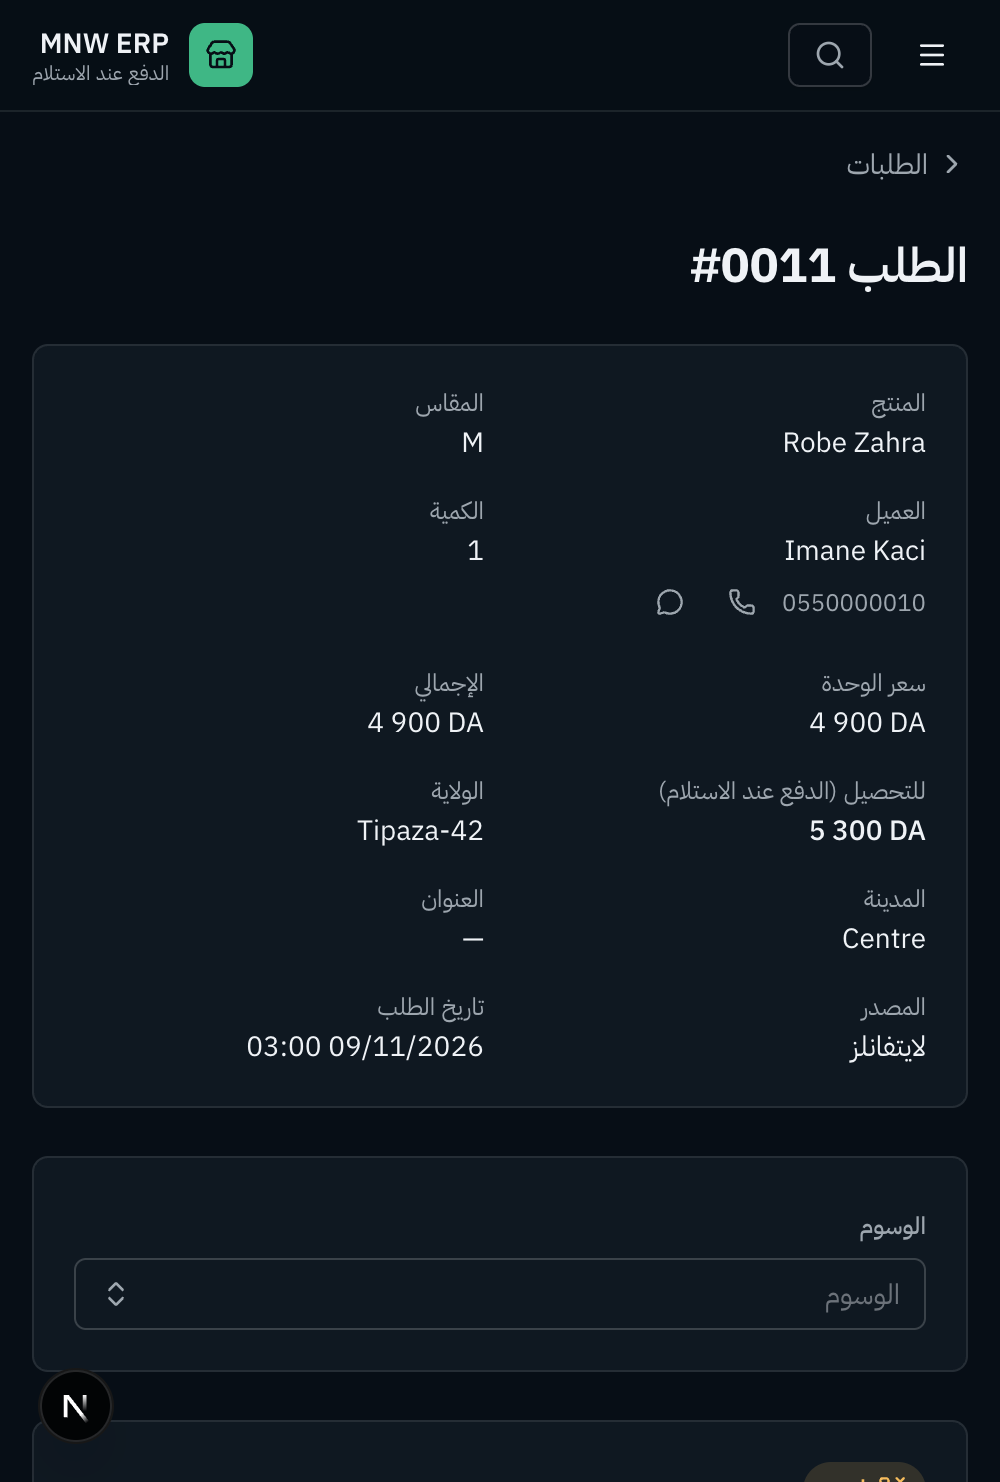 MNW ERP
الدفع عند الاستلام
الطلبات
الطلب 0011#
المنتج
Robe Zahra
المقاس
M
العميل
Imane Kaci
0550000010
الكمية
1
سعر الوحدة
4 900 DA
الإجمالي
4 900 DA
للتحصيل (الدفع عند الاستلام)
5 300 DA
الولاية
Tipaza-42
المدينة
Centre
العنوان
—
المصدر
لايتفانلز
تاريخ الطلب
03:00 09/11/2026
الوسوم
الوسوم
N